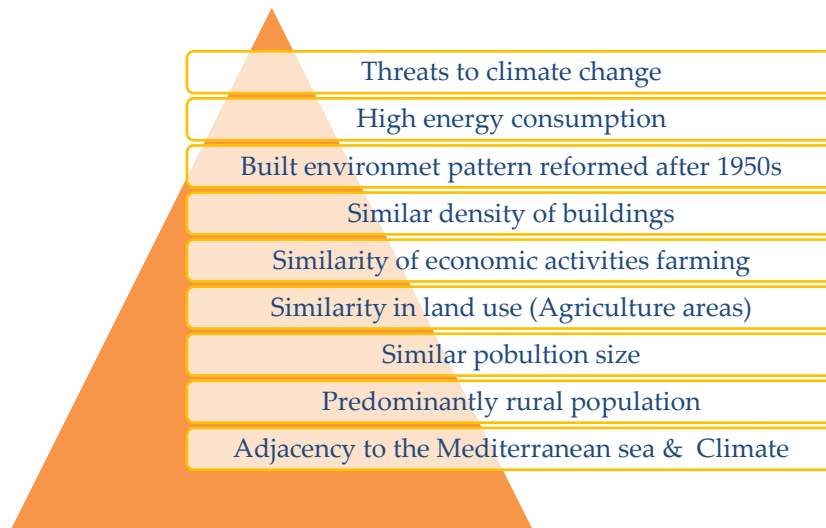 Threats to climate change
High energy consumption
Built environmet pattern reformed after 1950s
Similar density of buildings
Similarity of economic activities farming
Similarity in land use (Agriculture areas)
Similar pobultion size
Predominantly rural population
Adjacency to the Mediterranean sea & Climate